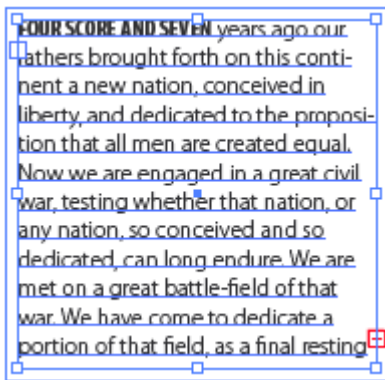 FOUR SCORE AND SEVEN years ago our
fathers brought forth on this conti-
nent a new nation, conceived in
liberty, and dedicated to the proposi-
tion that all men are created equal.
Now we are engaged in a great civil
war, testing whether that nation, or
any nation, so conceived and so
dedicated, can long endure. We are
met on a great battle-field of that
war. We have come to dedicate a
portion of that field, as a final resting